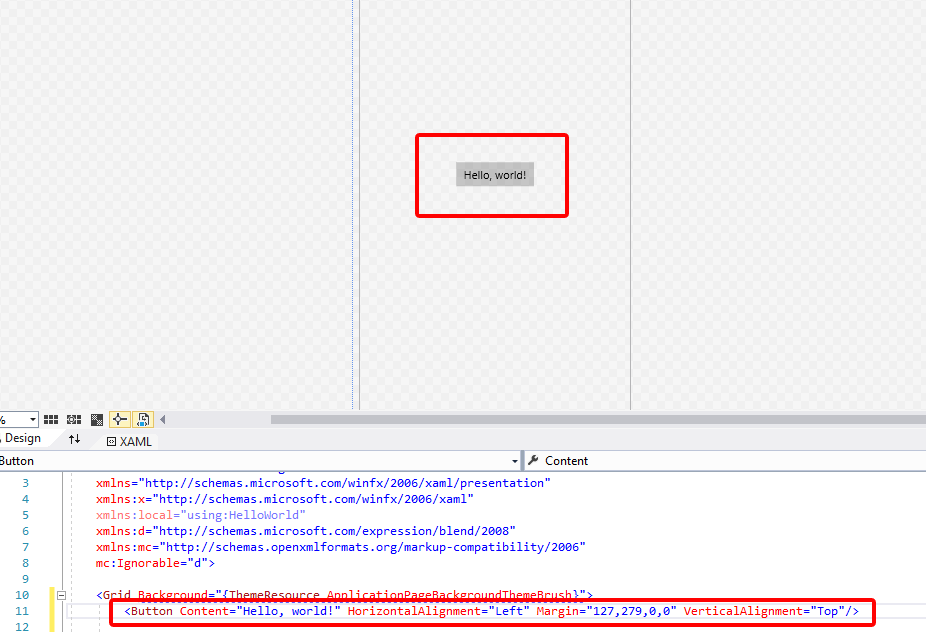 Hello, world!
%
Design
XAML
Button
Content
3 xmlns="http://schemas.microsoft.com/winfx/2006/xaml/presentation"
4 xmlns:x="http://schemas.microsoft.com/winfx/2006/xaml"
5 xmlns:local="using:HelloWorld"
6 xmlns:d="http://schemas.microsoft.com/expression/blend/2008"
7 xmlns:mc="http://schemas.openxmlformats.org/markup-compatibility/2006"
8 mc:Ignorable="d">
9
10 <Grid Background="{ThemeResource ApplicationPageBackgroundThemeBrush}">
11 <Button Content="Hello, world!" HorizontalAlignment="Left" Margin="127,279,0,0" VerticalAlignment="Top"/>
12